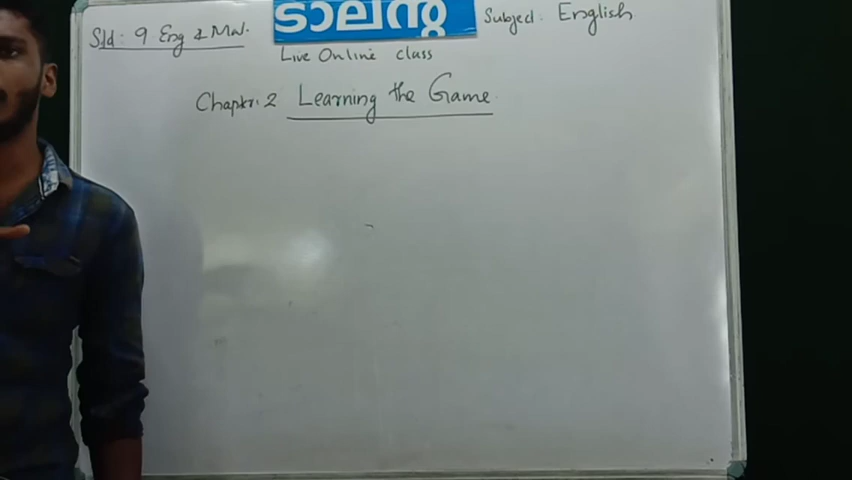 Std: 9 Eng & Mal.
Subject: English
Live Online class
Chapter: 2 Learning the Game